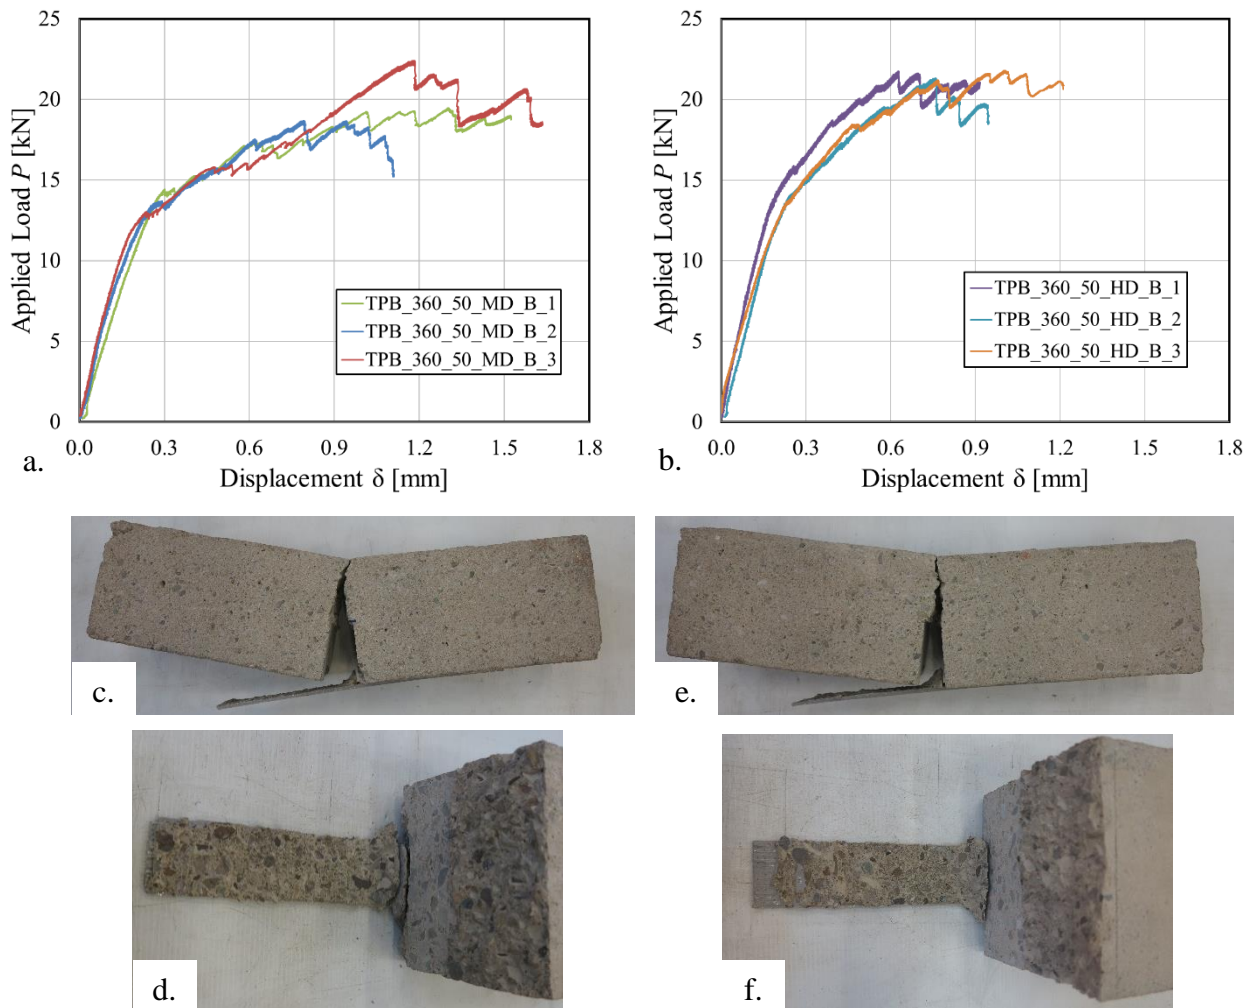 25
20
15
10
5
0
Applied Load P [kN]
0.0 0.3 0.6 0.9 1.2 1.5 1.8
Displacement δ [mm]
TPB_360_50_MD_B_1
TPB_360_50_MD_B_2
TPB_360_50_MD_B_3
a.
25
20
15
10
5
0
Applied Load P [kN]
0.0 0.3 0.6 0.9 1.2 1.5 1.8
Displacement δ [mm]
TPB_360_50_HD_B_1
TPB_360_50_HD_B_2
TPB_360_50_HD_B_3
b.
c.
e.
d.
f.